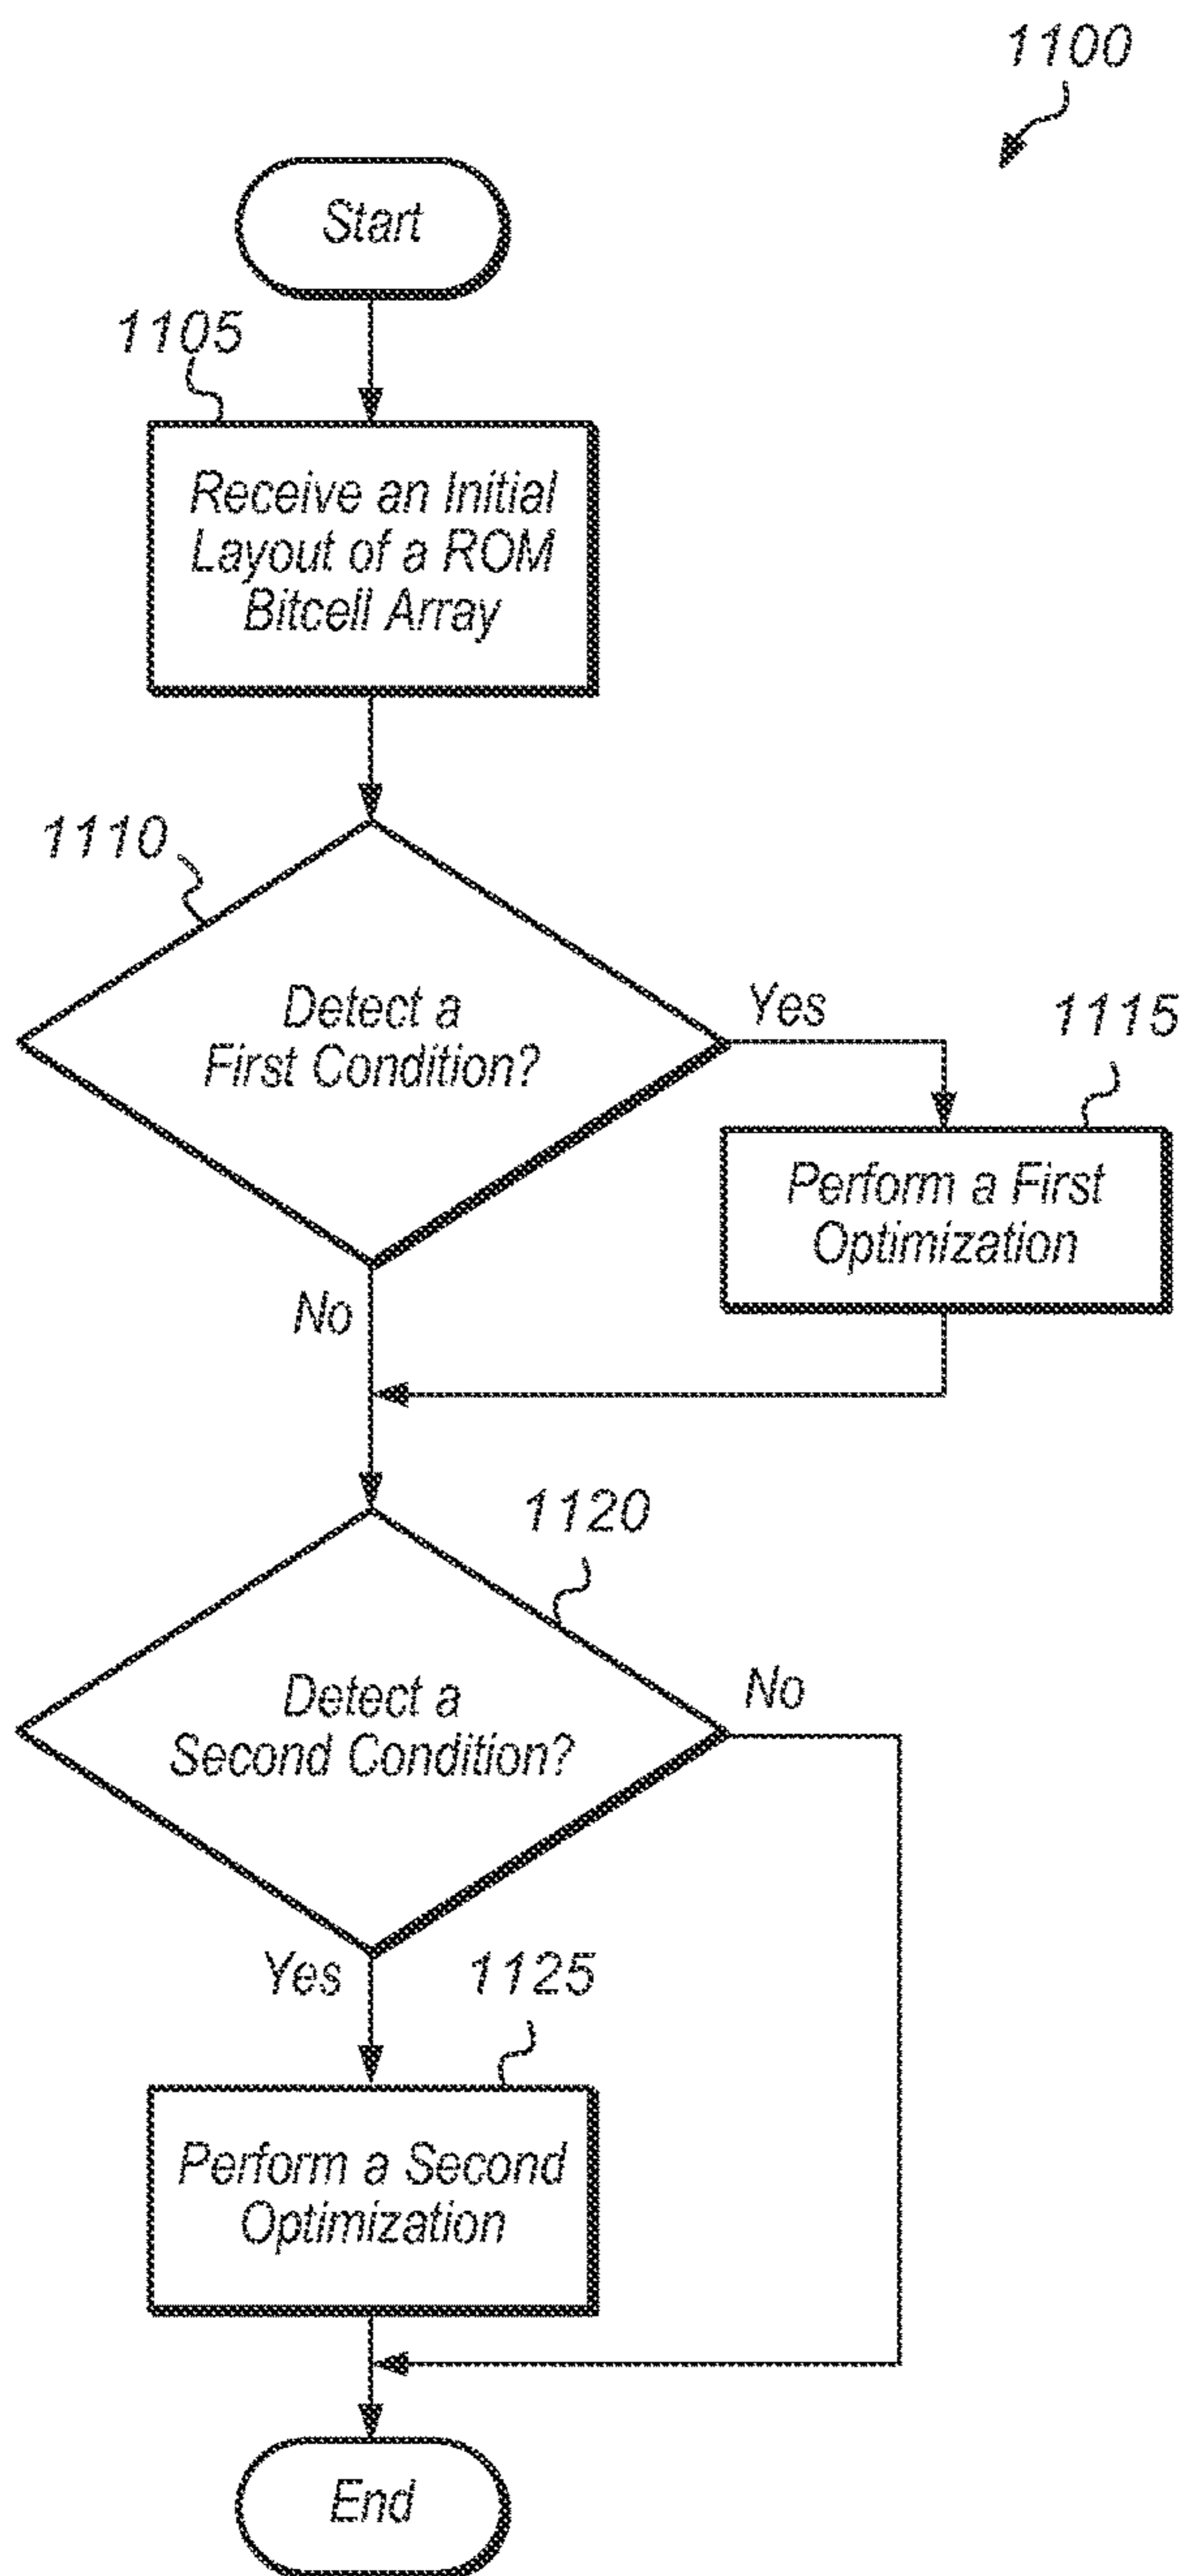 1100
Start
1105
Receive an Initial
Layout of a ROM
Bitcell Array
1110
Detect a
First Condition?
Yes
1115
Perform a First
Optimization
No
1120
Detect a
Second Condition?
No
Yes
1125
Perform a Second
Optimization
End